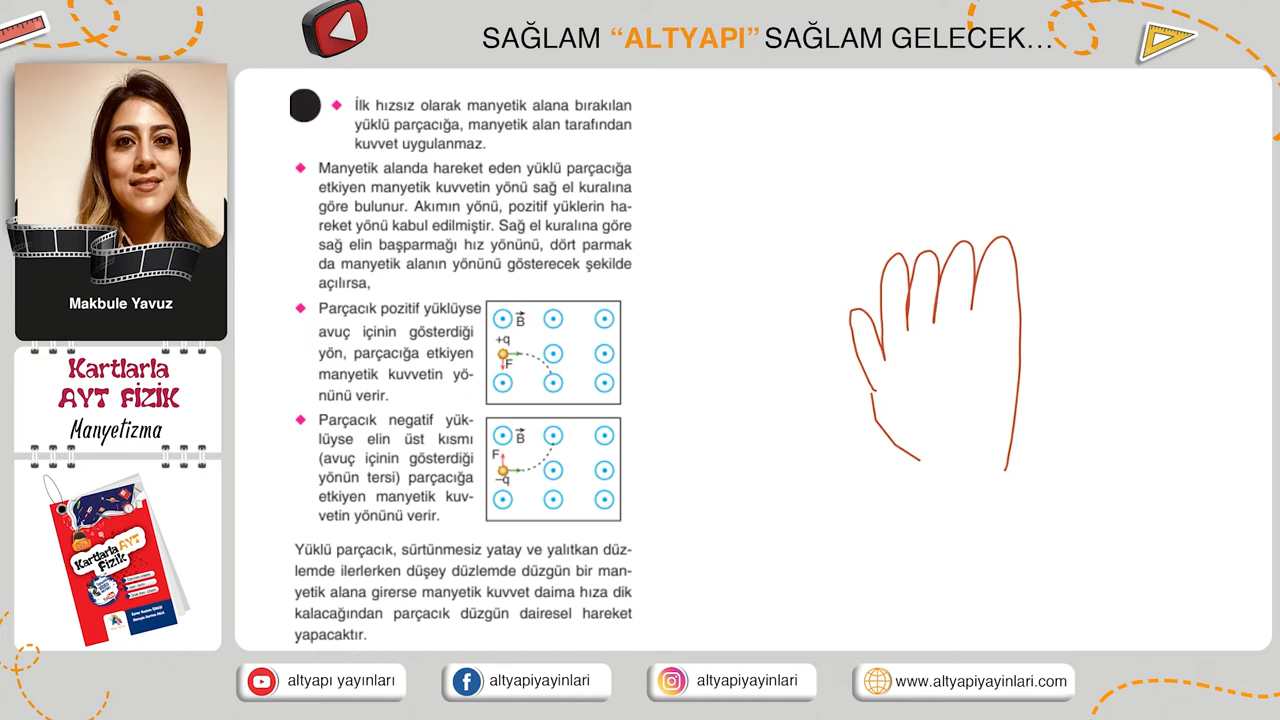 SAĞLAM “ALTYAPI” SAĞLAM GELECEK...
Makbule Yavuz
Kartlarla
AYT FİZİK
Manyetizma
Kartlarla AYT
Fizik
İlk hızsız olarak manyetik alana bırakılan
yüklü parçacığa, manyetik alan tarafından
kuvvet uygulanmaz.
Manyetik alanda hareket eden yüklü parçacığa
etkiyen manyetik kuvvetin yönü sağ el kuralına
göre bulunur. Akımın yönü, pozitif yüklerin ha-
reket yönü kabul edilmiştir. Sağ el kuralına göre
sağ elin başparmağı hız yönünü, dört parmak
da manyetik alanın yönünü gösterecek şekilde
açılırsa,
Parçacık pozitif yüklüyse
avuç içinin gösterdiği
yön, parçacığa etkiyen
manyetik kuvvetin yö-
nünü verir.
B
+q
F
Parçacık negatif yük-
lüyse elin üst kısmı
(avuç içinin gösterdiği
yönün tersi) parçacığa
etkiyen manyetik kuv-
vetin yönünü verir.
B
F
–q
Yüklü parçacık, sürtünmesiz yatay ve yalıtkan düz-
lemde ilerlerken düşey düzlemde düzgün bir man-
yetik alana girerse manyetik kuvvet daima hıza dik
kalacağından parçacık düzgün dairesel hareket
yapacaktır.
altyapı yayınları
altyapiyayinlari
altyapiyayinlari
www.altyapiyayinlari.com